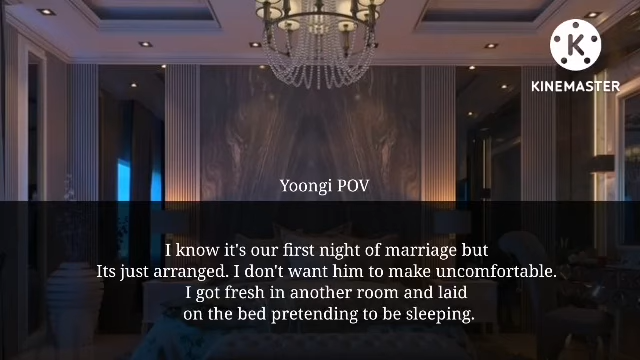 KINEMASTER
Yoongi POV
I know it's our first night of marriage but
Its just arranged. I don't want him to make uncomfortable.
I got fresh in another room and laid
on the bed pretending to be sleeping.